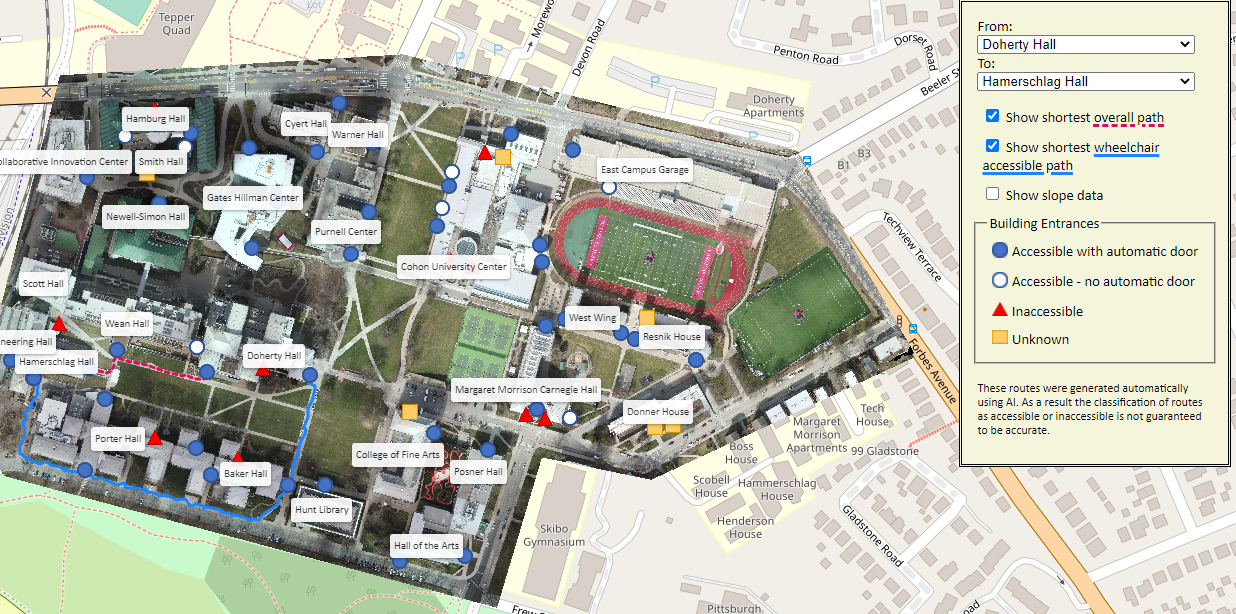 Tepper
Quad
Lot
Morewo
Devon Road
P
P
P
P
Penton Road
Dorset Road
Beeler St
Doherty
Apartments
B1
B3
Techview Terrace
Forbes Avenue
Division
Hamburg Hall
Cyert Hall
Warner Hall
ollaborative Innovation Center
Smith Hall
East Campus Garage
Gates Hillman Center
Newell-Simon Hall
Purnell Center
Cohon University Center
Scott Hall
Wean Hall
West Wing
Resnik House
neering Hall
Hamerschlag Hall
Doherty Hall
Margaret Morrison Carnegie Hall
Donner House
Porter Hall
Baker Hall
College of Fine Arts
Posner Hall
Hunt Library
Hall of the Arts
Tech
House
Margaret
Morrison
Apartments
99 Gladstone
Boss
House
Scobell
House
Hammerschlag
House
Henderson
House
Skibo
Gymnasium
Gladstone Road
oad
Frew S
Pittsburgh
From:
Doherty Hall
To:
Hamerschlag Hall
Show shortest overall path
Show shortest wheelchair
accessible path
Show slope data
Building Entrances
Accessible with automatic door
Accessible - no automatic door
Inaccessible
Unknown
These routes were generated automatically
using AI. As a result the classification of routes
as accessible or inaccessible is not guaranteed
to be accurate.